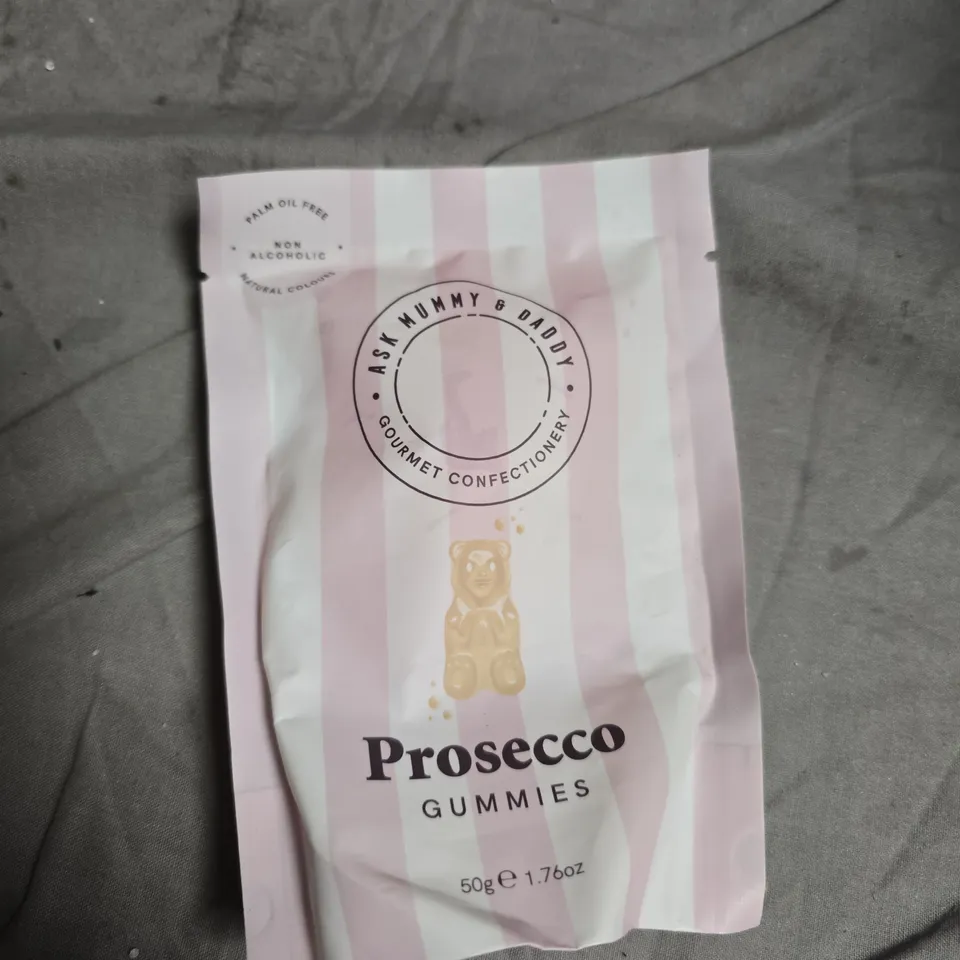 PALM OIL FREE
NON
ALCOHOLIC
NATURAL COLOURS
ASK MUMMY & DADDY
GOURMET CONFECTIONERY
Prosecco
GUMMIES
50g℮ 1.76oz